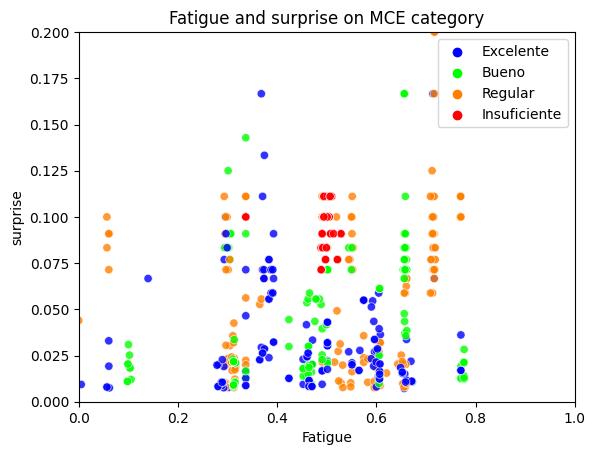 Fatigue and surprise on MCE category
0.200
0.175
0.150
0.125
0.100
0.075
0.050
0.025
0.000
surprise
Excelente
Bueno
Regular
Insuficiente
0.0 0.2 0.4 0.6 0.8 1.0
Fatigue